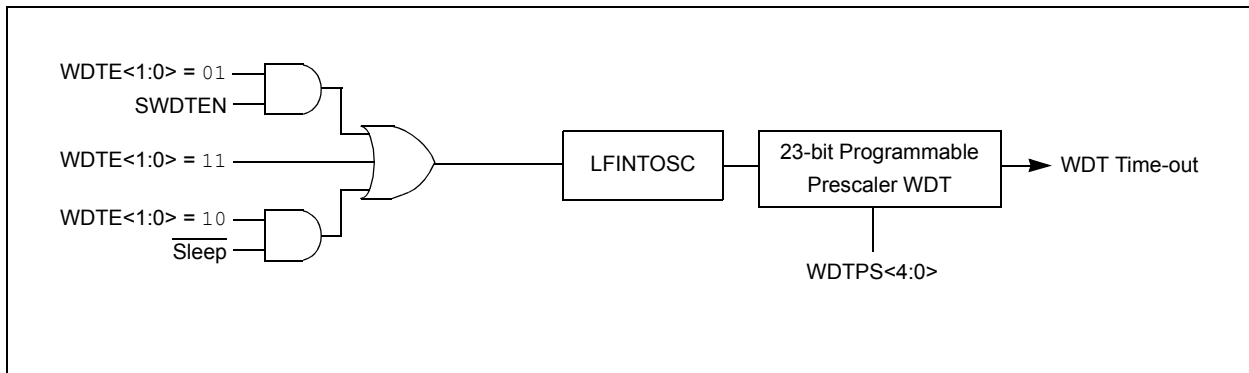 WDTE<1:0> = 01
SWDTEN
WDTE<1:0> = 11
WDTE<1:0> = 10
Sleep
LFINTOSC
23-bit Programmable
Prescaler WDT
WDT Time-out
WDTPS<4:0>